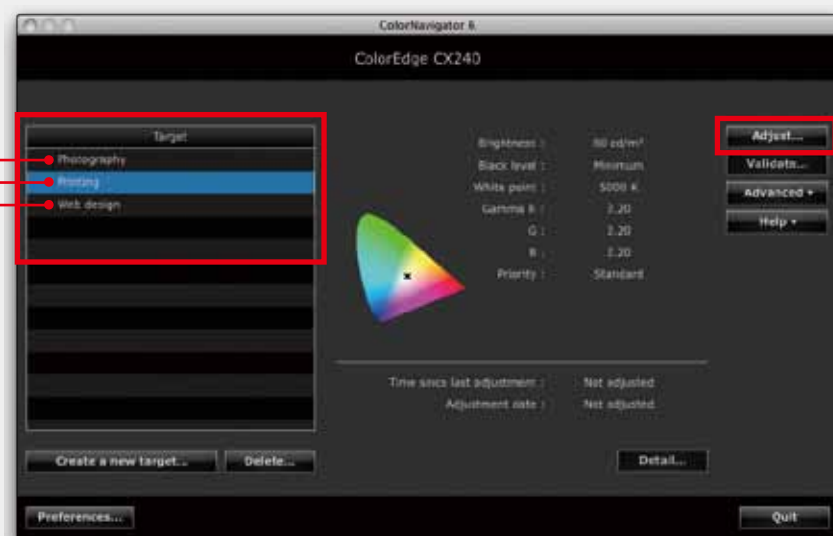 ColorNavigator 6
ColorEdge CX240
Target
Photography
Printing
Web design
Brightness : 80 cd/m²
Black level : Minimum
White point : 5000 K
Gamma R : 2.20
G : 2.20
B : 2.20
Priority : Standard
Time since last adjustment : Not adjusted
Adjustment date : Not adjusted
Adjust...
Validate...
Advanced
Help
Create a new target...
Delete...
Detail...
Preferences...
Quit